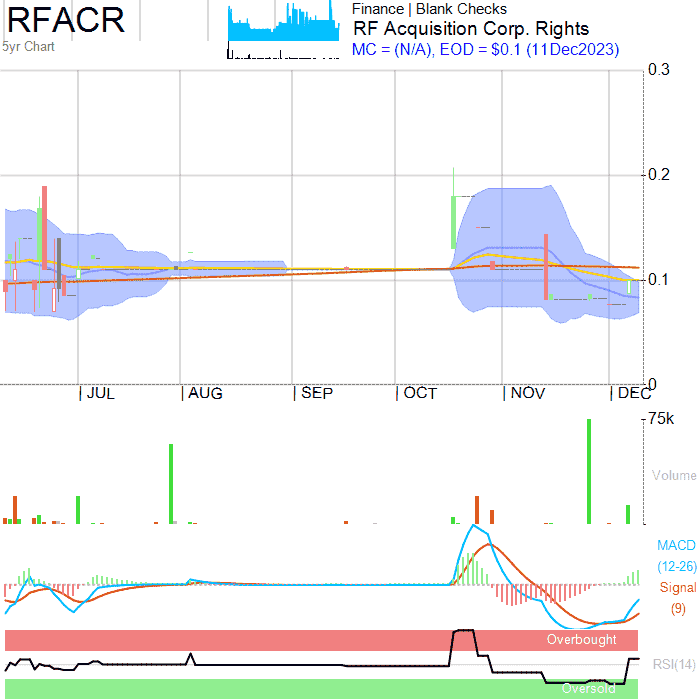 RFACR
5yr Chart
Finance | Blank Checks
RF Acquisition Corp. Rights
MC = (N/A), EOD = $0.1 (11Dec2023)
0.3
0.2
0.1
0
JUL
AUG
SEP
OCT
NOV
DEC
75k
Volume
MACD
(12-26)
Signal
(9)
Overbought
RSI(14)
Oversold